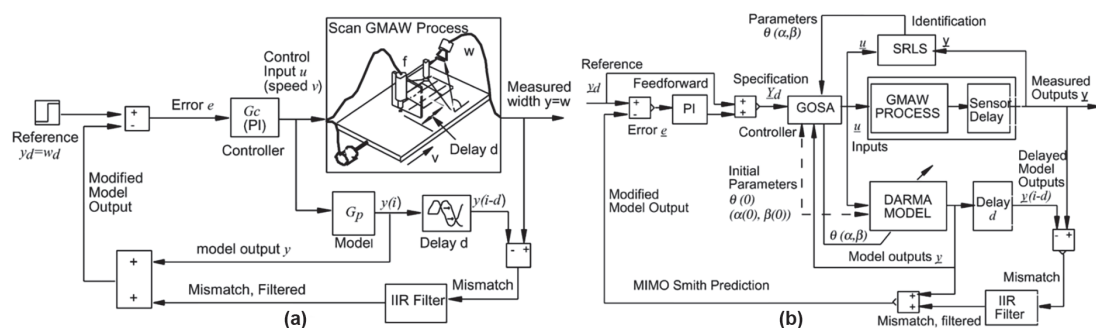 Scan GMAW Process
Control
Input u
(speed v)
f
w
Measured
width y=w
Error e
Gc
(PI)
Controller
+
-
Reference
yd=wd
Delay d
v
Modified
Model
Output
Gp
Model
y(i)
Delay d
y(i-d)
-
+
model output y
+
+
Mismatch
Mismatch, Filtered
IIR Filter
(a)
Parameters
θ (α,β)
Identification
SRLS
u
y
Reference
yd
Feedforward
Specification
Yd
+
-
PI
+
+
GOSA
Error e
Controller
GMAW
PROCESS
Sensor
Delay
Measured
Outputs y
u
Inputs
Initial
Parameters
θ (0)
(α(0), β(0))
Modified
Model Output
DARMA
MODEL
Delay
d
Delayed
Model
Outputs
y(i-d)
-
+
θ (α,β)
Model outputs y
MIMO Smith Prediction
Mismatch
+
+
IIR
Filter
Mismatch, filtered
(b)